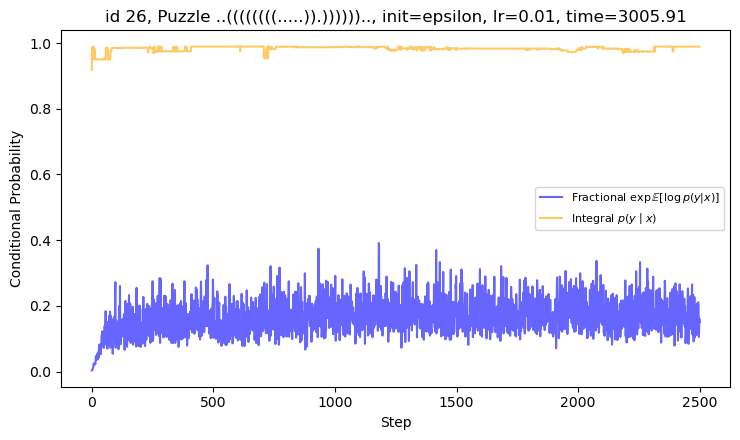 id 26, Puzzle ..((((((((.....)).)))))).., init=epsilon, lr=0.01, time=3005.91
Conditional Probability
1.0
0.8
0.6
0.4
0.2
0.0
Fractional exp𝔼[log p(y|x)]
Integral p(y | x)
0
500
1000
1500
2000
2500
Step